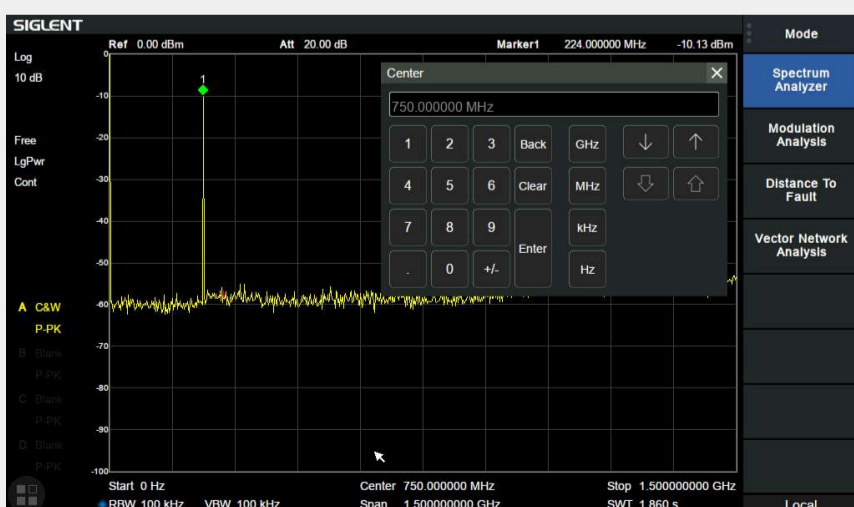 SIGLENT
Ref 0.00 dBm Att 20.00 dB Marker1 224.000000 MHz -10.13 dBm
Log
10 dB
Free
LgPwr
Cont
A C&W
P-PK
B Blank
P-PK
C Blank
P-PK
D Blank
P-PK
0
-10
-20
-30
-40
-50
-60
-70
-80
-90
-100
1
Center
750.000000 MHz
1 2 3 Back GHz
4 5 6 Clear MHz
7 8 9 Enter kHz
. 0 +/- Hz
Start 0 Hz Center 750.000000 MHz Stop 1.500000000 GHz
RBW 100 kHz VBW 100 kHz Span 1.500000000 GHz SWT 1.860 s
Mode
Spectrum
Analyzer
Modulation
Analysis
Distance To
Fault
Vector Network
Analysis
Local